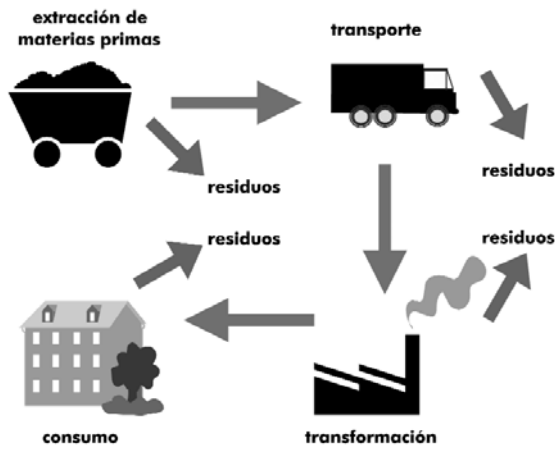 extracción de
materias primas
transporte
residuos
residuos
residuos
residuos
consumo
transformación